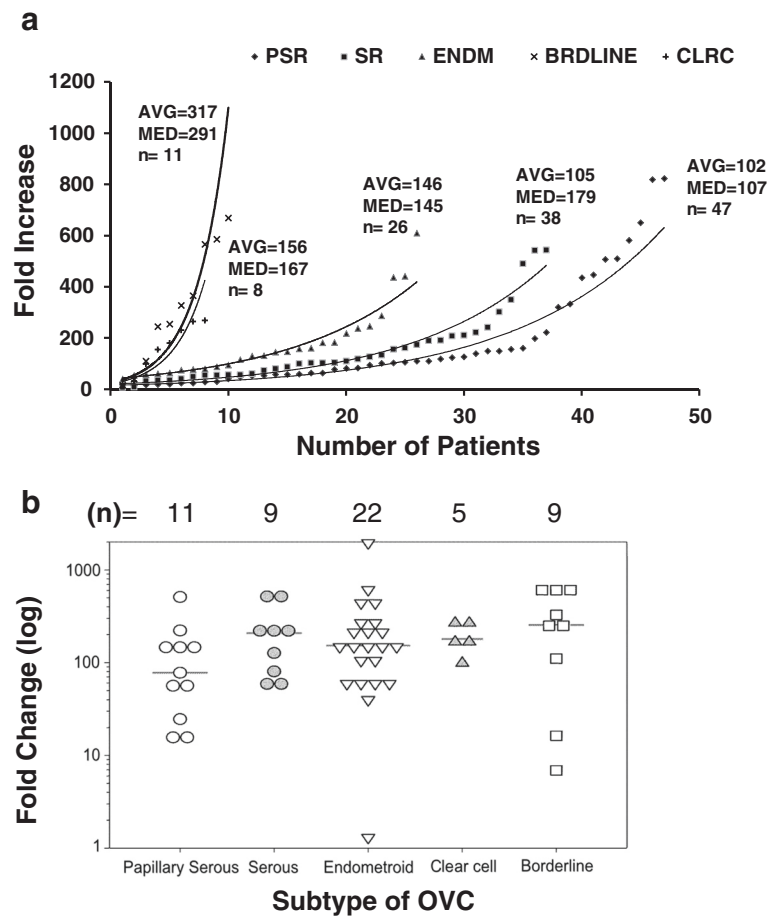 a
PSR SR ENDM BRDLINE CLRC
1200
1000
800
600
400
200
0
Fold Increase
AVG=317
MED=291
n= 11
AVG=156
MED=167
n= 8
AVG=146
MED=145
n= 26
AVG=105
MED=179
n= 38
AVG=102
MED=107
n= 47
0 10 20 30 40 50
Number of Patients
b
(n)= 11 9 22 5 9
1000
100
10
1
Fold Change (log)
Papillary Serous Serous Endometroid Clear cell Borderline
Subtype of OVC